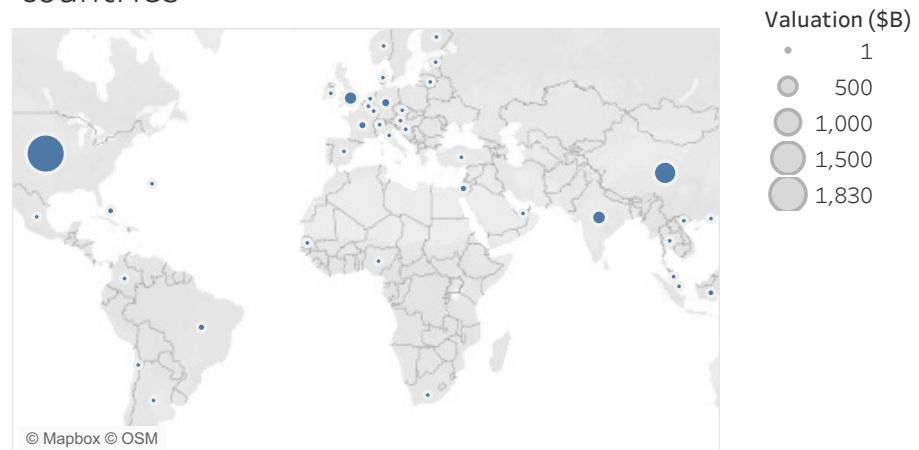 countries
Valuation ($B)
1
500
1,000
1,500
1,830
© Mapbox © OSM